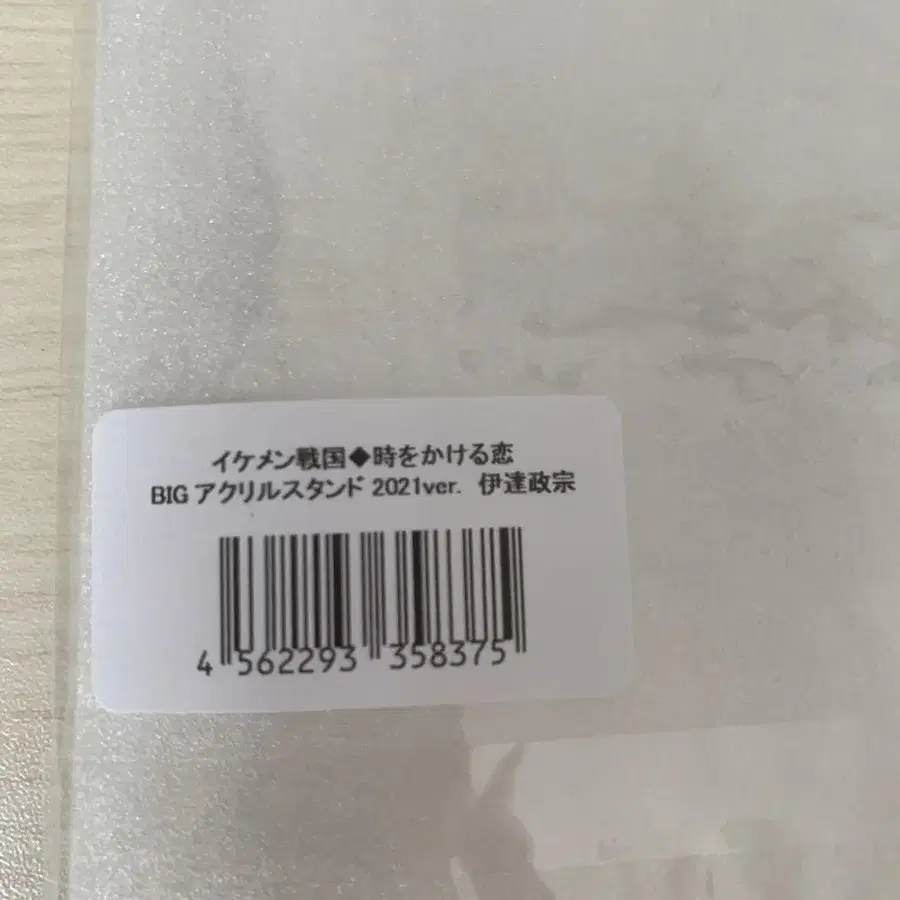 イケメン戦国◆時をかける恋
BIG アクリルスタンド 2021ver. 伊達政宗
4 562293 358375